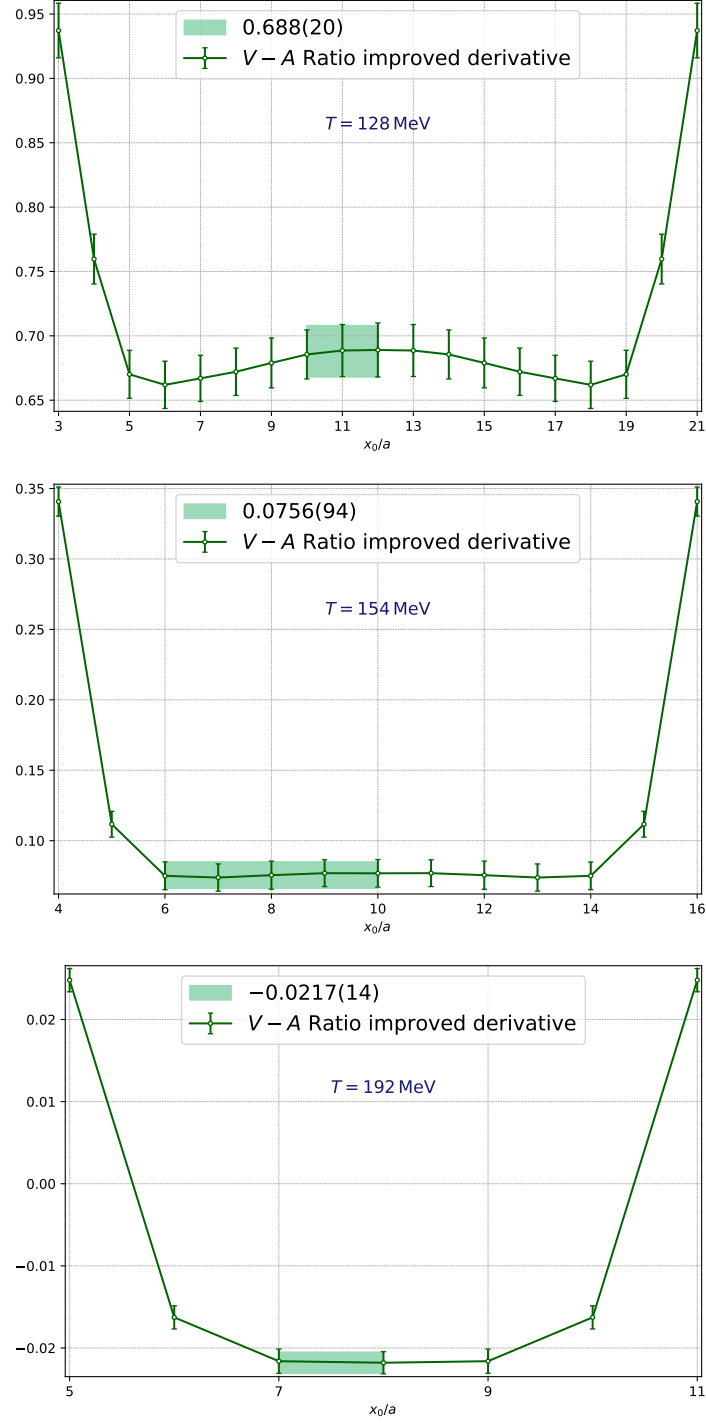 0.688(20)
V − A Ratio improved derivative
T = 128 MeV
0.95
0.90
0.85
0.80
0.75
0.70
0.65
3 5 7 9 11 13 15 17 19 21
x₀/a
0.0756(94)
V − A Ratio improved derivative
T = 154 MeV
0.35
0.30
0.25
0.20
0.15
0.10
4 6 8 10 12 14 16
x₀/a
−0.0217(14)
V − A Ratio improved derivative
T = 192 MeV
0.02
0.01
0.00
−0.01
−0.02
5 7 9 11
x₀/a